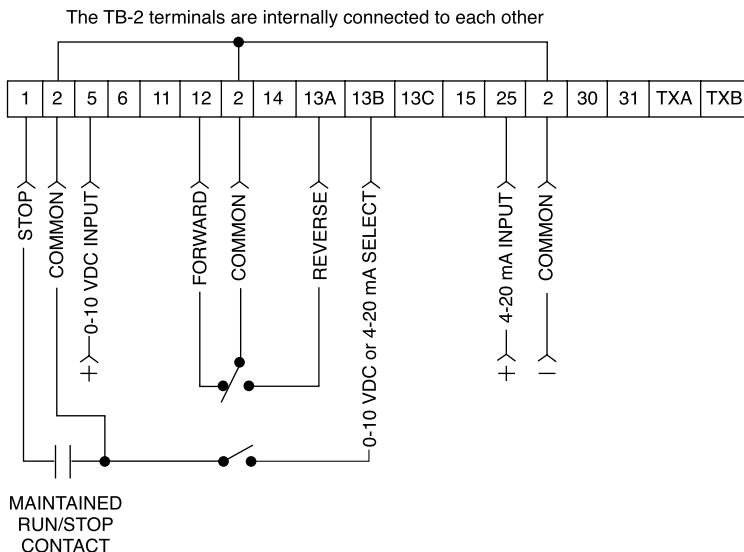 The TB-2 terminals are internally connected to each other
1 2 5 6 11 12 2 14 13A 13B 13C 15 25 2 30 31 TXA TXB
STOP
COMMON
0-10 VDC INPUT
+
FORWARD
COMMON
REVERSE
0-10 VDC or 4-20 mA SELECT
4-20 mA INPUT
+
COMMON
–
MAINTAINED
RUN/STOP
CONTACT